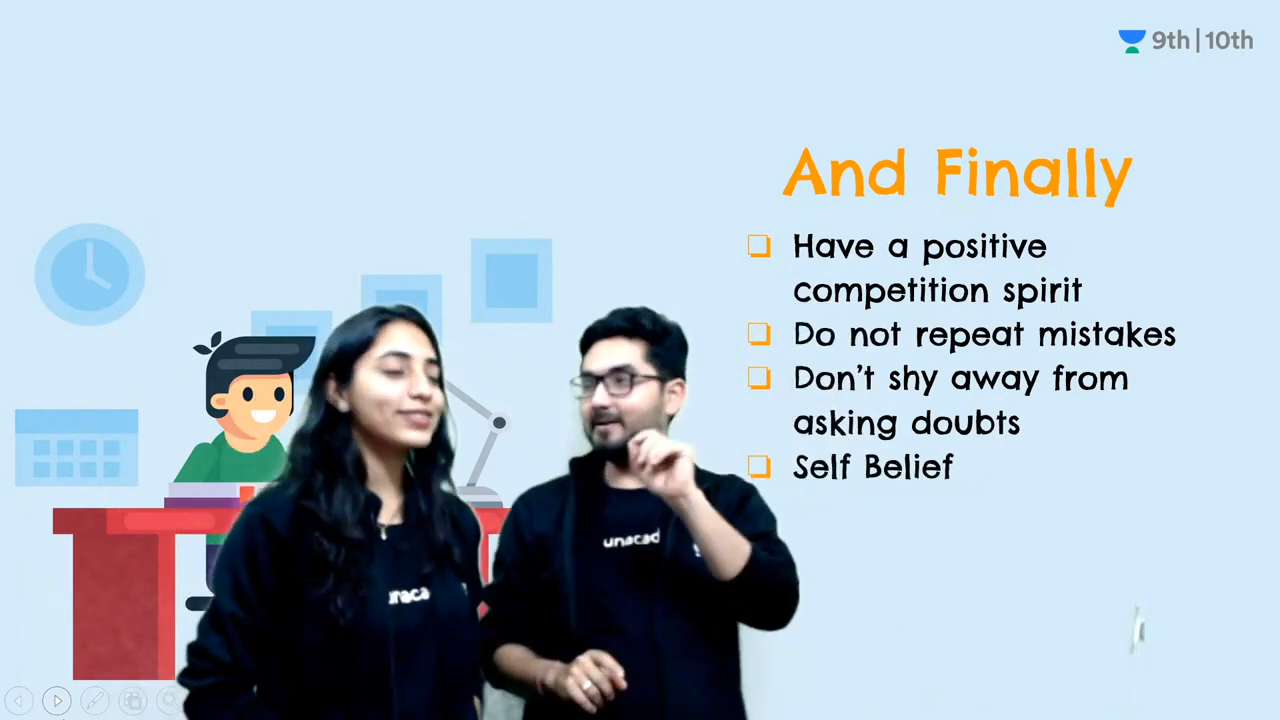 9th | 10th
And Finally
Have a positive
competition spirit
Do not repeat mistakes
Don't shy away from
asking doubts
Self Belief
unacad